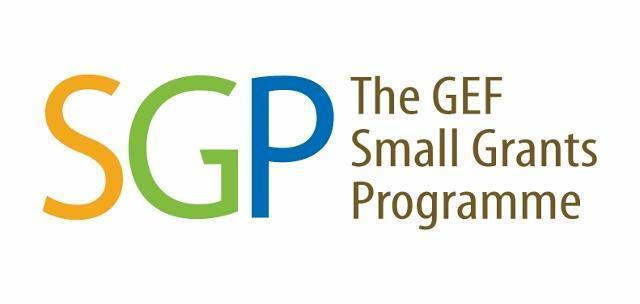 SGP
The GEF
Small Grants
Programme